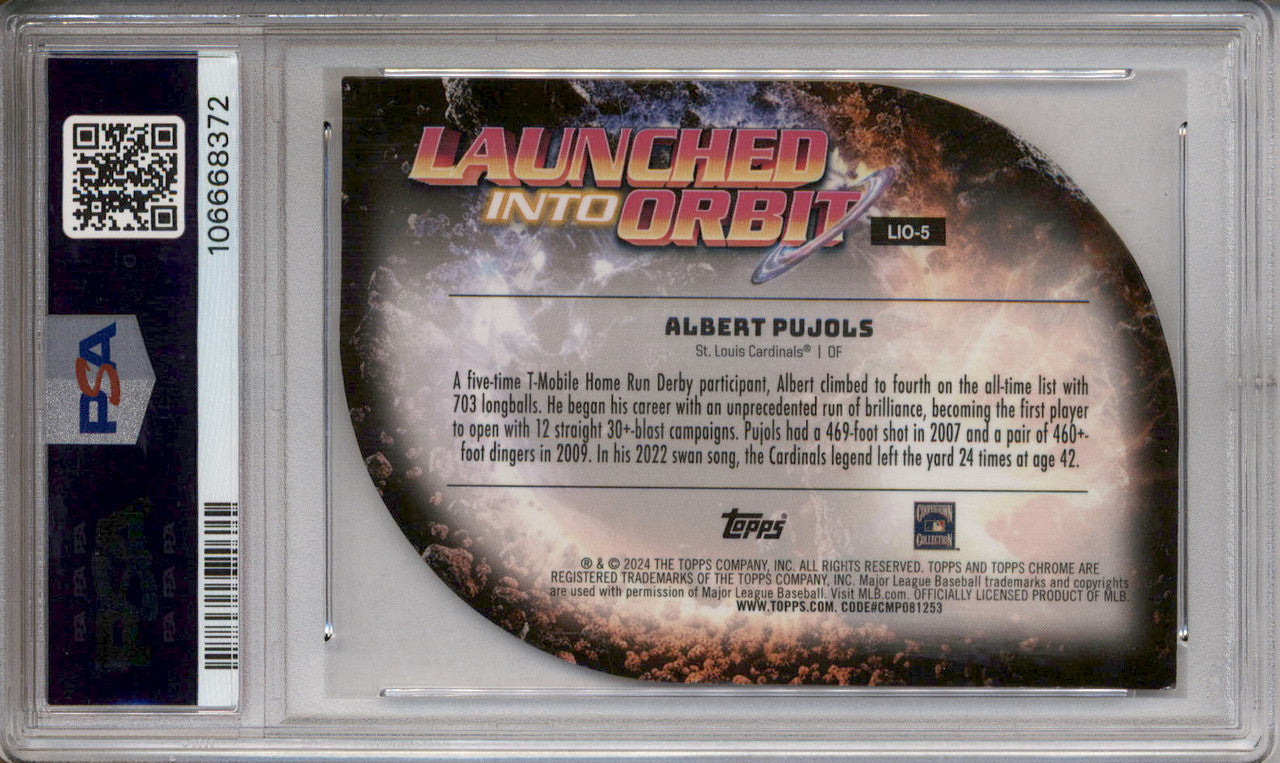 106668372
PSA
LAUNCHED
INTO ORBIT
LIO-5
ALBERT PUJOLS
St. Louis Cardinals® | OF
A five-time T-Mobile Home Run Derby participant, Albert climbed to fourth on the all-time list with
703 longballs. He began his career with an unprecedented run of brilliance, becoming the first player
to open with 12 straight 30+-blast campaigns. Pujols had a 469-foot shot in 2007 and a pair of 460+-
foot dingers in 2009. In his 2022 swan song, the Cardinals legend left the yard 24 times at age 42.
Topps®
COOPERSTOWN
COLLECTION
® & © 2024 THE TOPPS COMPANY, INC. ALL RIGHTS RESERVED. TOPPS AND TOPPS CHROME ARE
REGISTERED TRADEMARKS OF THE TOPPS COMPANY, INC. Major League Baseball trademarks and copyrights
are used with permission of Major League Baseball. Visit MLB.com. OFFICIALLY LICENSED PRODUCT OF MLB.
WWW.TOPPS.COM. CODE#CMP081253